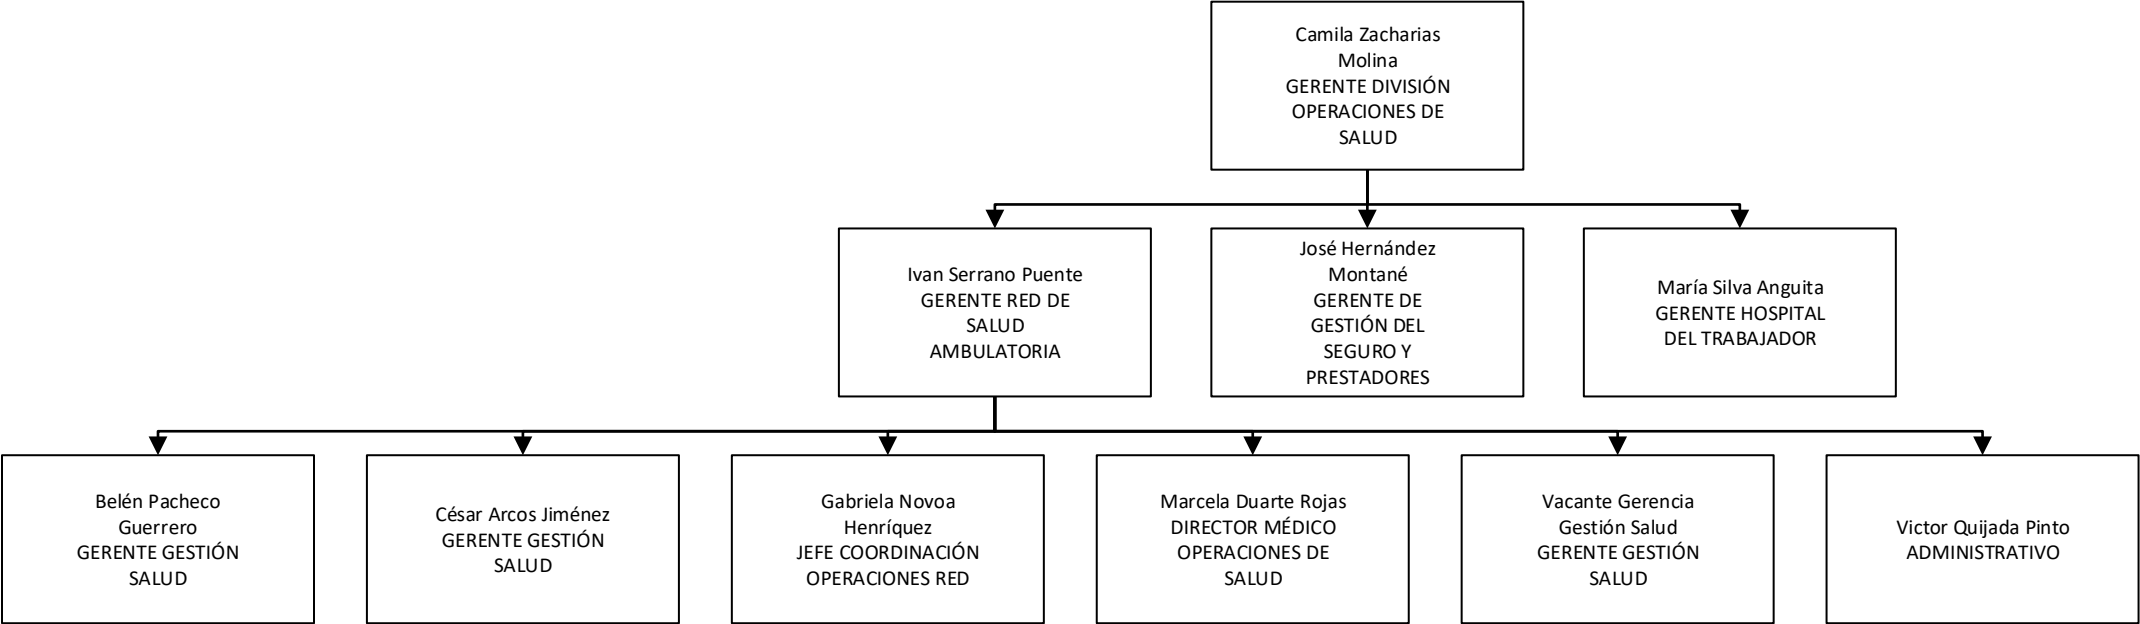 Camila Zacharias
Molina
GERENTE DIVISIÓN
OPERACIONES DE
SALUD
Ivan Serrano Puente
GERENTE RED DE
SALUD
AMBULATORIA
José Hernández
Montané
GERENTE DE
GESTIÓN DEL
SEGURO Y
PRESTADORES
María Silva Anguita
GERENTE HOSPITAL
DEL TRABAJADOR
Belén Pacheco
Guerrero
GERENTE GESTIÓN
SALUD
César Arcos Jiménez
GERENTE GESTIÓN
SALUD
Gabriela Novoa
Henríquez
JEFE COORDINACIÓN
OPERACIONES RED
Marcela Duarte Rojas
DIRECTOR MÉDICO
OPERACIONES DE
SALUD
Vacante Gerencia
Gestión Salud
GERENTE GESTIÓN
SALUD
Victor Quijada Pinto
ADMINISTRATIVO